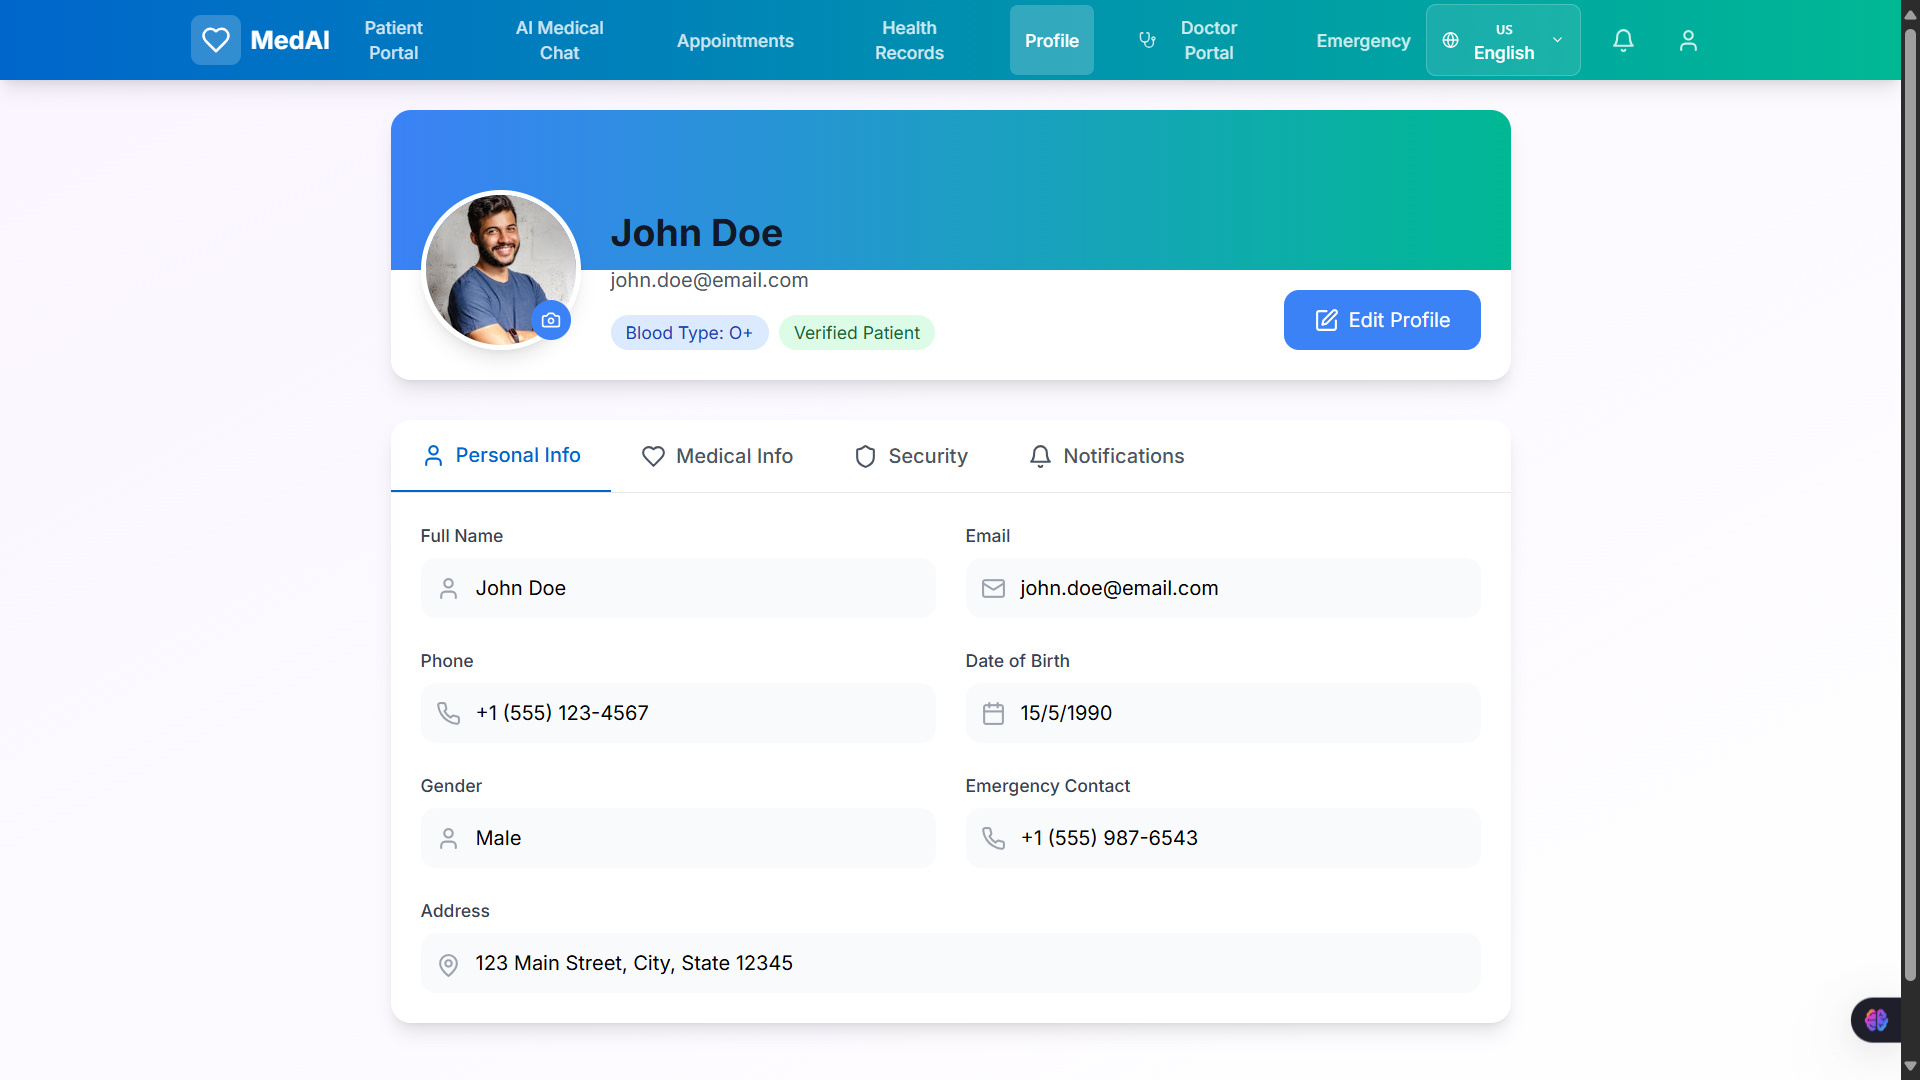 MedAI
Patient
Portal
AI Medical
Chat
Appointments
Health
Records
Profile
Doctor
Portal
Emergency
US
English
John Doe
john.doe@email.com
Blood Type: O+
Verified Patient
Edit Profile
Personal Info
Medical Info
Security
Notifications
Full Name
Email
John Doe
john.doe@email.com
Phone
Date of Birth
+1 (555) 123-4567
15/5/1990
Gender
Emergency Contact
Male
+1 (555) 987-6543
Address
123 Main Street, City, State 12345